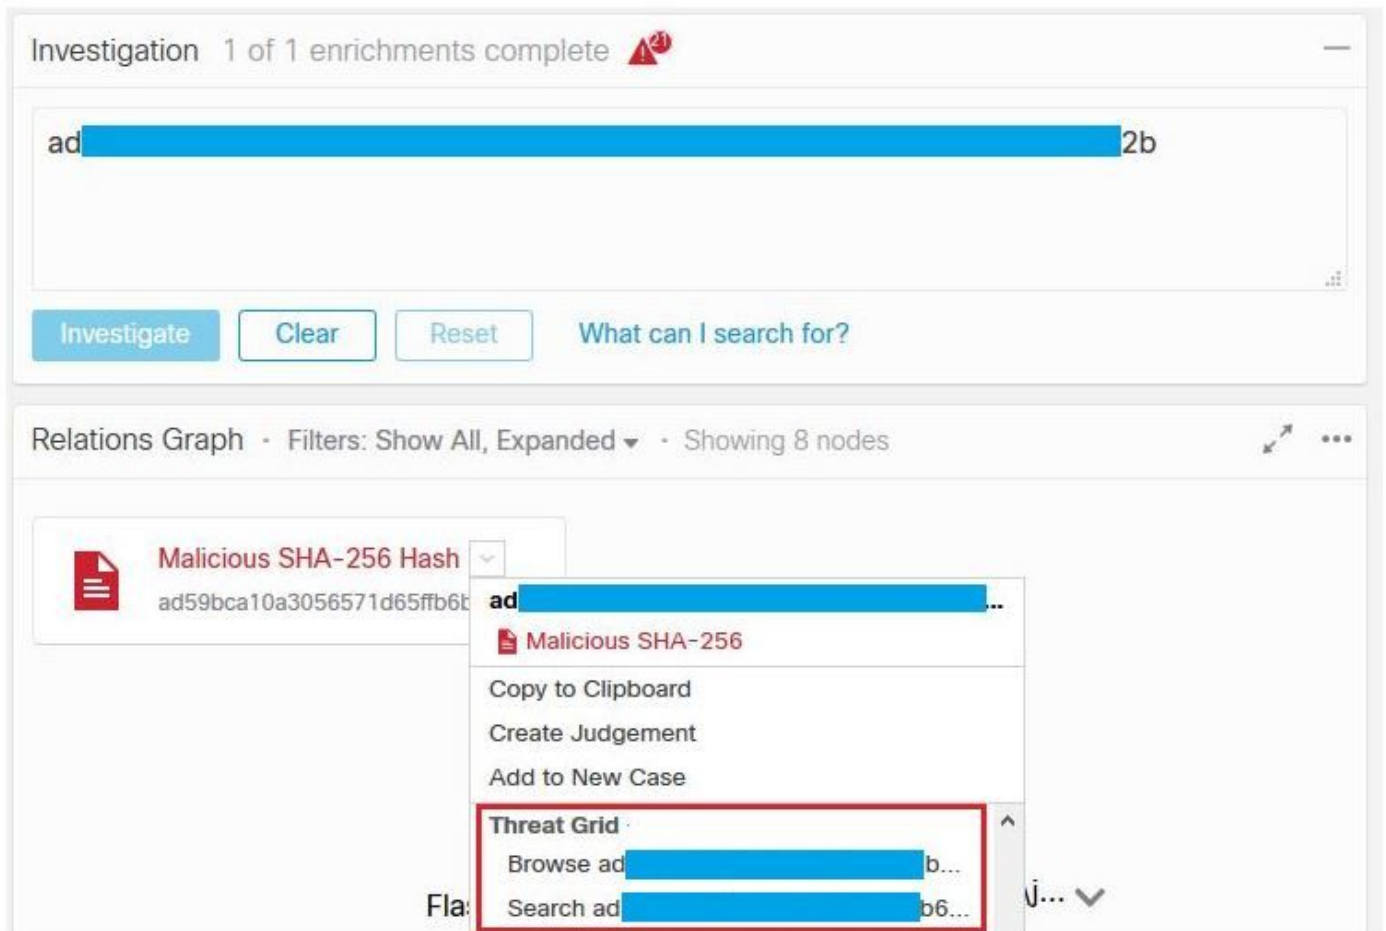 Investigation 1 of 1 enrichments complete 21
ad 2b
Investigate Clear Reset What can I search for?
Relations Graph · Filters: Show All, Expanded · Showing 8 nodes
Malicious SHA-256 Hash
ad59bca10a3056571d65ffb6b
ad ...
Malicious SHA-256
Copy to Clipboard
Create Judgement
Add to New Case
Threat Grid
Browse ad b...
Search ad b6...
Fla